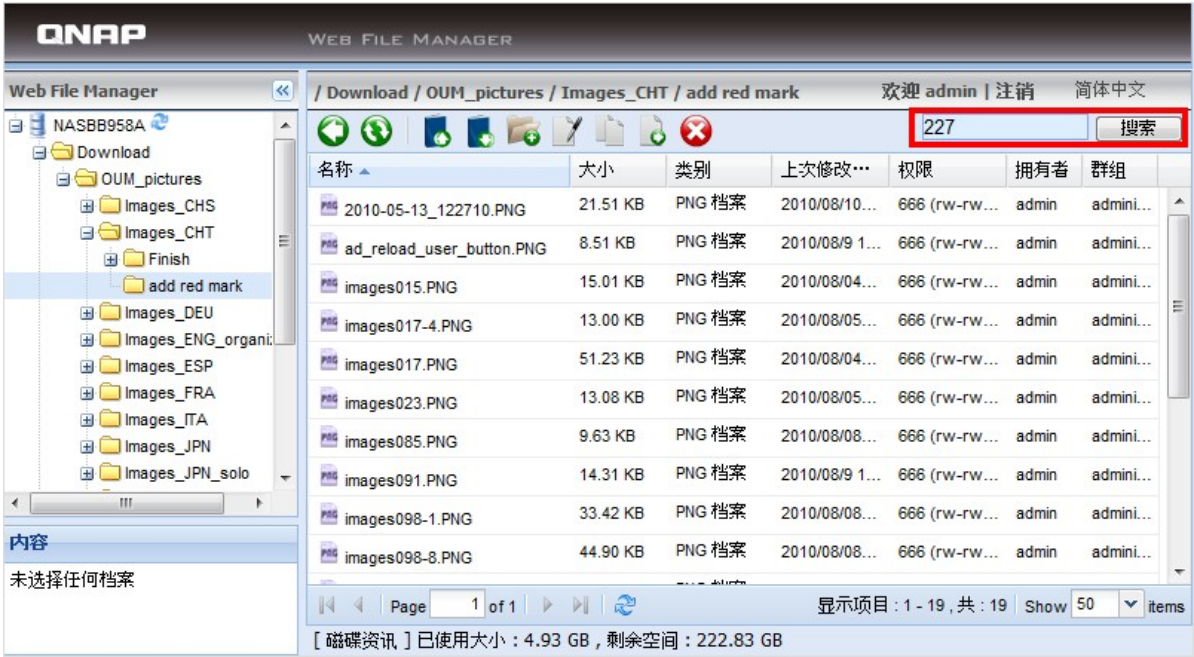 QNAP WEB FILE MANAGER
Web File Manager
NASBB958A
Download
OUM_pictures
Images_CHS
Images_CHT
Finish
add red mark
Images_DEU
Images_ENG_organi
Images_ESP
Images_FRA
Images_ITA
Images_JPN
Images_JPN_solo
内容
未选择任何档案
/ Download / OUM_pictures / Images_CHT / add red mark 欢迎 admin | 注销 简体中文
227 搜索
名称 大小 类别 上次修改… 权限 拥有者 群组
2010-05-13_122710.PNG 21.51 KB PNG 档案 2010/08/10... 666 (rw-rw... admin admini...
ad_reload_user_button.PNG 8.51 KB PNG 档案 2010/08/9 1... 666 (rw-rw... admin admini...
images015.PNG 15.01 KB PNG 档案 2010/08/04... 666 (rw-rw... admin admini...
images017-4.PNG 13.00 KB PNG 档案 2010/08/05... 666 (rw-rw... admin admini...
images017.PNG 51.23 KB PNG 档案 2010/08/04... 666 (rw-rw... admin admini...
images023.PNG 13.08 KB PNG 档案 2010/08/05... 666 (rw-rw... admin admini...
images085.PNG 9.63 KB PNG 档案 2010/08/08... 666 (rw-rw... admin admini...
images091.PNG 14.31 KB PNG 档案 2010/08/9 1... 666 (rw-rw... admin admini...
images098-1.PNG 33.42 KB PNG 档案 2010/08/08... 666 (rw-rw... admin admini...
images098-8.PNG 44.90 KB PNG 档案 2010/08/08... 666 (rw-rw... admin admini...
Page 1 of 1 显示项目 : 1 - 19 , 共 : 19 Show 50 items
[ 磁碟资讯 ] 已使用大小 : 4.93 GB , 剩余空间 : 222.83 GB